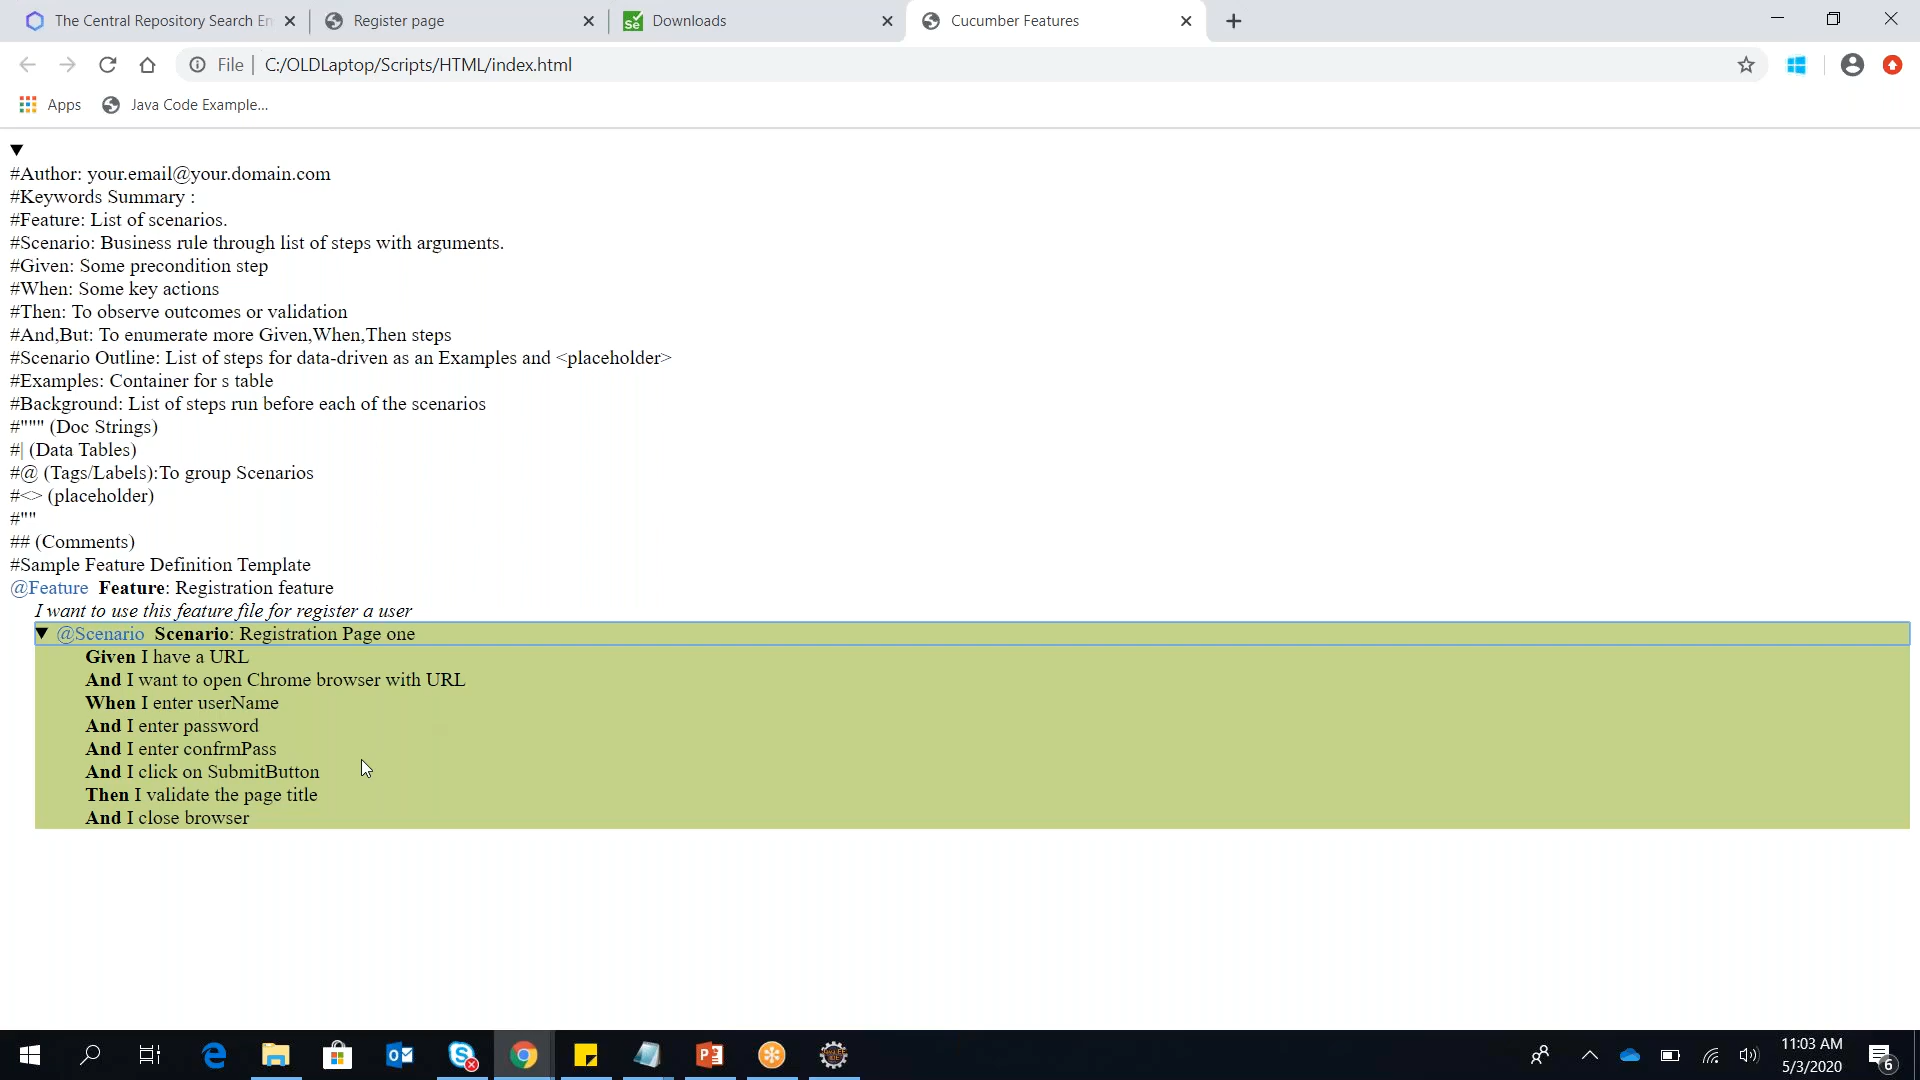 The Central Repository Search En
Register page
Se
Downloads
Cucumber Features
File | C:/OLDLaptop/Scripts/HTML/index.html
Apps
Java Code Example...
#Author: your.email@your.domain.com
#Keywords Summary :
#Feature: List of scenarios.
#Scenario: Business rule through list of steps with arguments.
#Given: Some precondition step
#When: Some key actions
#Then: To observe outcomes or validation
#And,But: To enumerate more Given,When,Then steps
#Scenario Outline: List of steps for data-driven as an Examples and <placeholder>
#Examples: Container for s table
#Background: List of steps run before each of the scenarios
#""" (Doc Strings)
#| (Data Tables)
#@ (Tags/Labels):To group Scenarios
#<> (placeholder)
#""
## (Comments)
#Sample Feature Definition Template
@Feature Feature: Registration feature
I want to use this feature file for register a user
@Scenario Scenario: Registration Page one
Given I have a URL
And I want to open Chrome browser with URL
When I enter userName
And I enter password
And I enter confrmPass
And I click on SubmitButton
Then I validate the page title
And I close browser
11:03 AM
5/3/2020
6